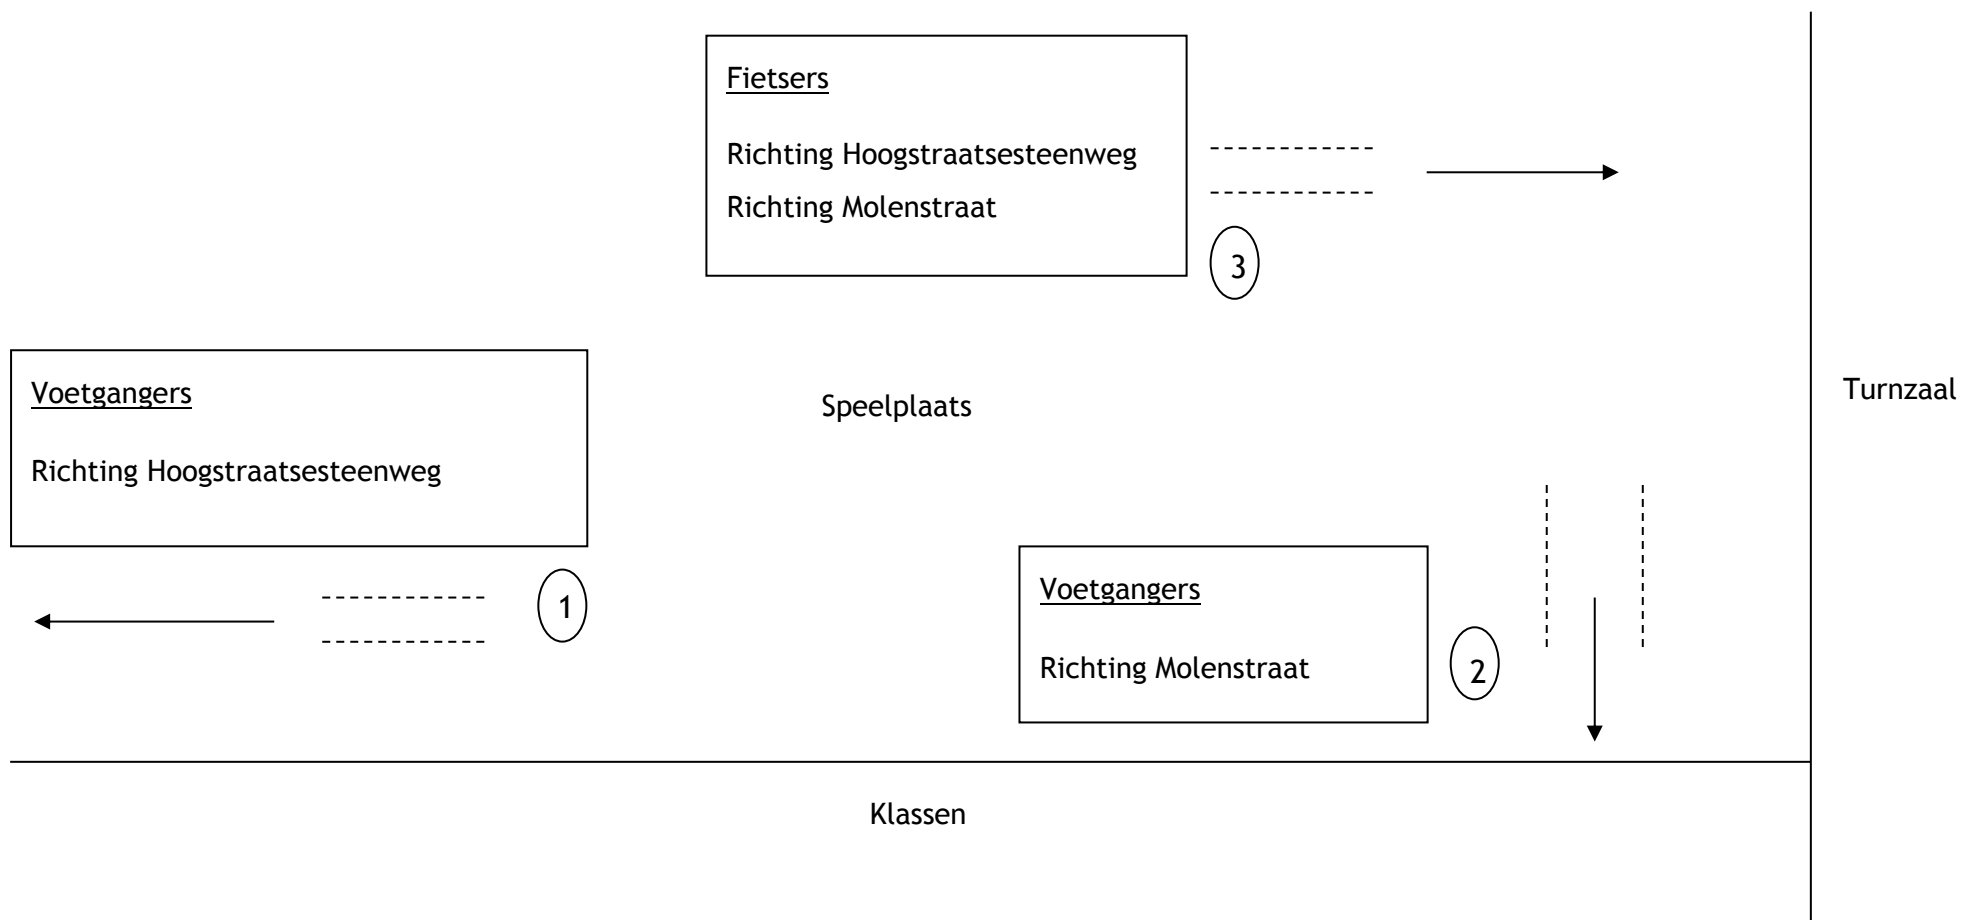 Fietsers
Richting Hoogstraatsesteenweg
Richting Molenstraat
3
Voetgangers
Richting Hoogstraatsesteenweg
1
Speelplaats
Turnzaal
Voetgangers
Richting Molenstraat
2
Klassen